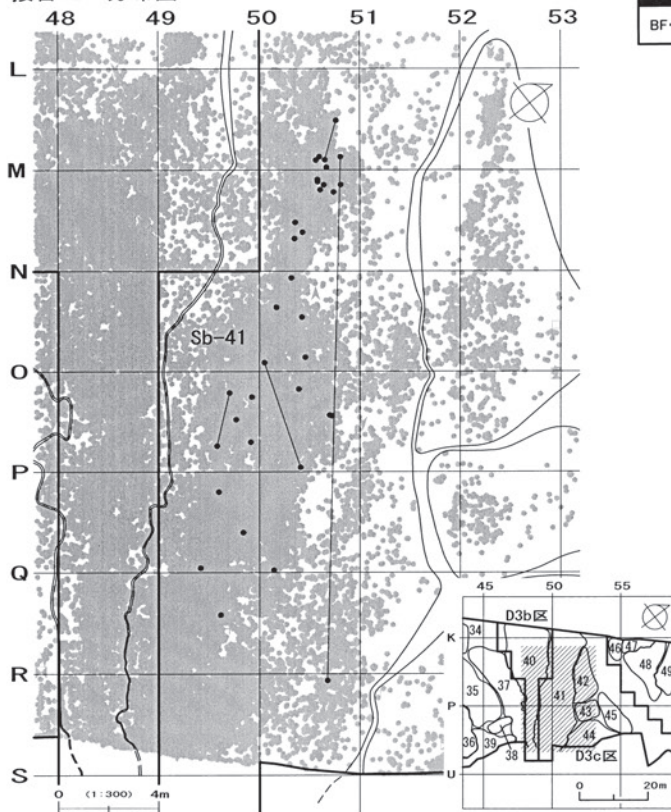 BF
48 49 50 51 52 53
L
M
N
Sb-41
O
P
Q
R
S
0 (1:300) 4m
45 50 55
D3b区
K
P
U
34 40 46 47
35 37 41 42 48 49
43 45
36 39 38 44
D3c区
0 20m